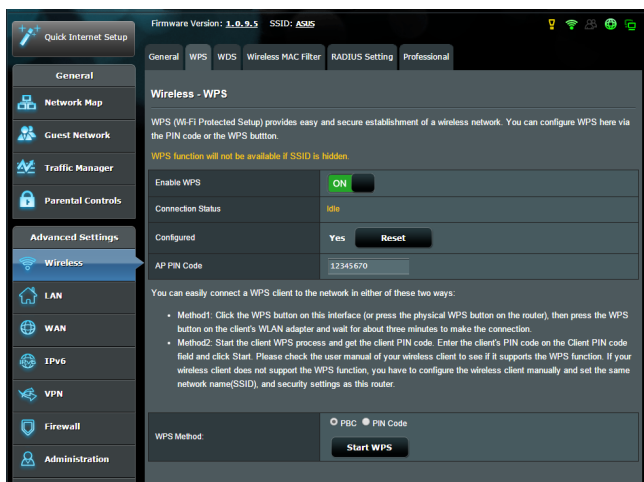 Quick Internet Setup
Firmware Version: 1.0.9.5 SSID: ASUS
General WPS WDS Wireless MAC Filter RADIUS Setting Professional
General
Network Map
Guest Network
Traffic Manager
Parental Controls
Advanced Settings
Wireless
LAN
WAN
IPv6
VPN
Firewall
Administration
Wireless - WPS
WPS (Wi-Fi Protected Setup) provides easy and secure establishment of a wireless network. You can configure WPS here via
the PIN code or the WPS buttton.
WPS function will not be available if SSID is hidden.
Enable WPS ON
Connection Status Idle
Configured Yes Reset
AP PIN Code 12345670
You can easily connect a WPS client to the network in either of these two ways:
• Method1: Click the WPS button on this interface (or press the physical WPS button on the router), then press the WPS
button on the client's WLAN adapter and wait for about three minutes to make the connection.
• Method2: Start the client WPS process and get the client PIN code. Enter the client's PIN code on the Client PIN code
field and click Start. Please check the user manual of your wireless client to see if it supports the WPS function. If your
wireless client does not support the WPS function, you have to configure the wireless client manually and set the same
network name(SSID), and security settings as this router.
WPS Method: PBC PIN Code
Start WPS